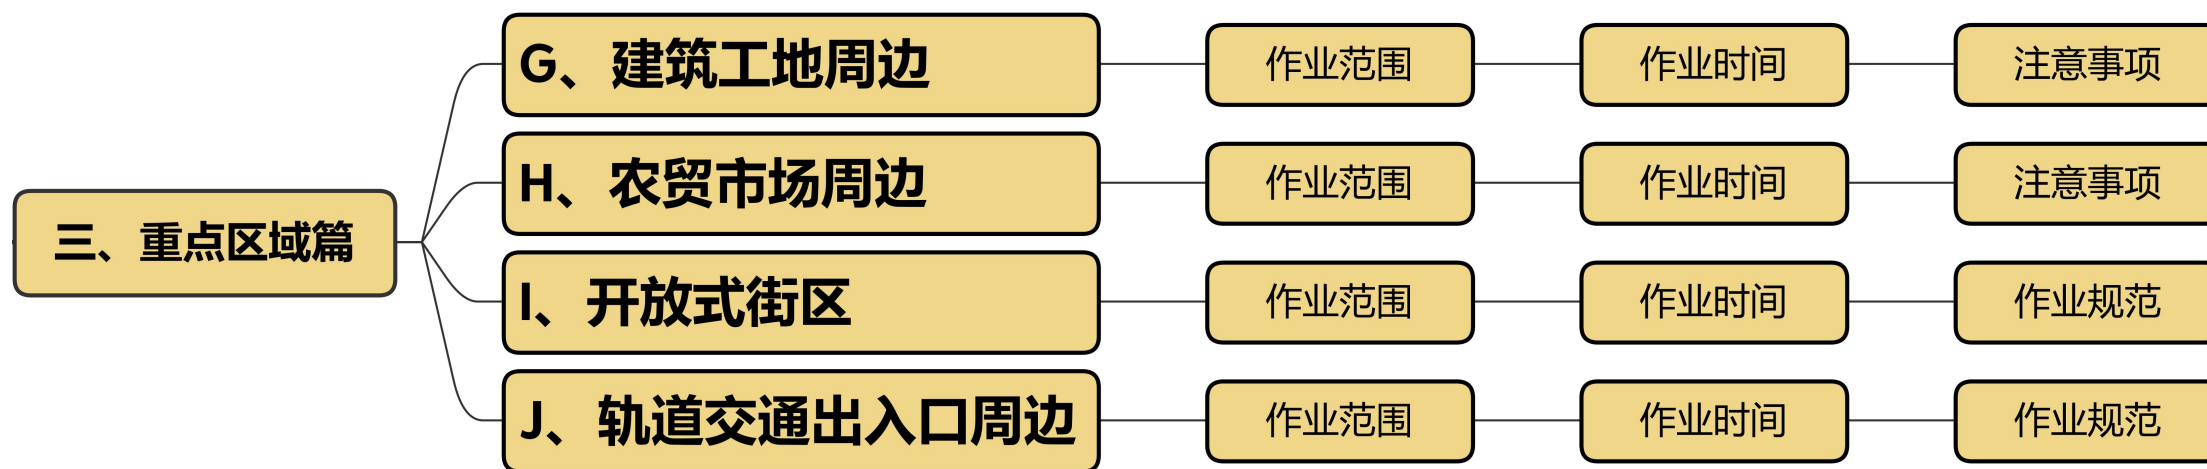 三、重点区域篇
G、建筑工地周边 作业范围 作业时间 注意事项
H、农贸市场周边 作业范围 作业时间 注意事项
I、开放式街区 作业范围 作业时间 作业规范
J、轨道交通出入口周边 作业范围 作业时间 作业规范